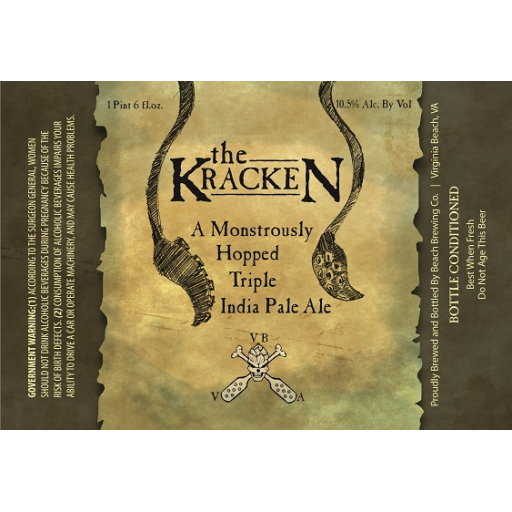 GOVERNMENT WARNING:(1) ACCORDING TO THE SURGEON GENERAL, WOMEN
SHOULD NOT DRINK ALCOHOLIC BEVERAGES DURING PREGNANCY BECAUSE OF THE
RISK OF BIRTH DEFECTS. (2) CONSUMPTION OF ALCOHOLIC BEVERAGES IMPAIRS YOUR
ABILITY TO DRIVE A CAR OR OPERATE MACHINERY, AND MAY CAUSE HEALTH PROBLEMS.
1 Pint 6 fl.oz.
10.5% Alc. By Vol
the
KRACKEN
A Monstrously
Hopped
Triple
India Pale Ale
V B
V A
Proudly Brewed and Bottled By Beach Brewing Co. | Virginia Beach, VA
BOTTLE CONDITIONED
Best When Fresh
Do Not Age This Beer